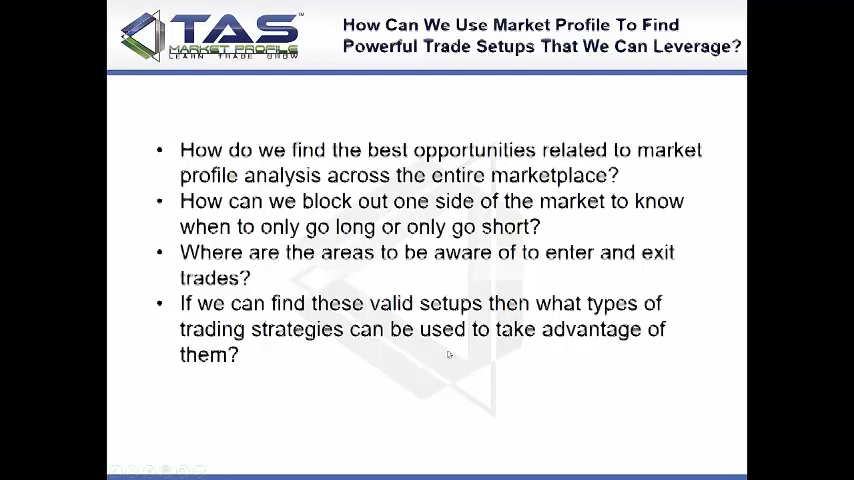 TAS™
MARKET PROFILE
LEARN TRADE GROW
How Can We Use Market Profile To Find
Powerful Trade Setups That We Can Leverage?
• How do we find the best opportunities related to market
profile analysis across the entire marketplace?
• How can we block out one side of the market to know
when to only go long or only go short?
• Where are the areas to be aware of to enter and exit
trades?
• If we can find these valid setups then what types of
trading strategies can be used to take advantage of
them?